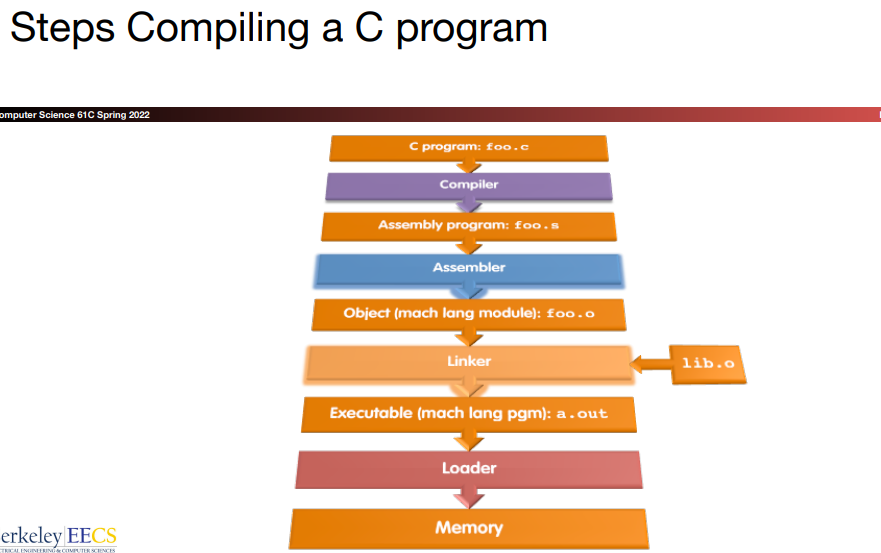 Steps Compiling a C program
omputer Science 61C Spring 2022
C program: foo.c
Compiler
Assembly program: foo.s
Assembler
Object (mach lang module): foo.o
Linker
lib.o
Executable (mach lang pgm): a.out
Loader
Memory
erkeley EECS
CTRICAL ENGINEERING & COMPUTER SCIENCES